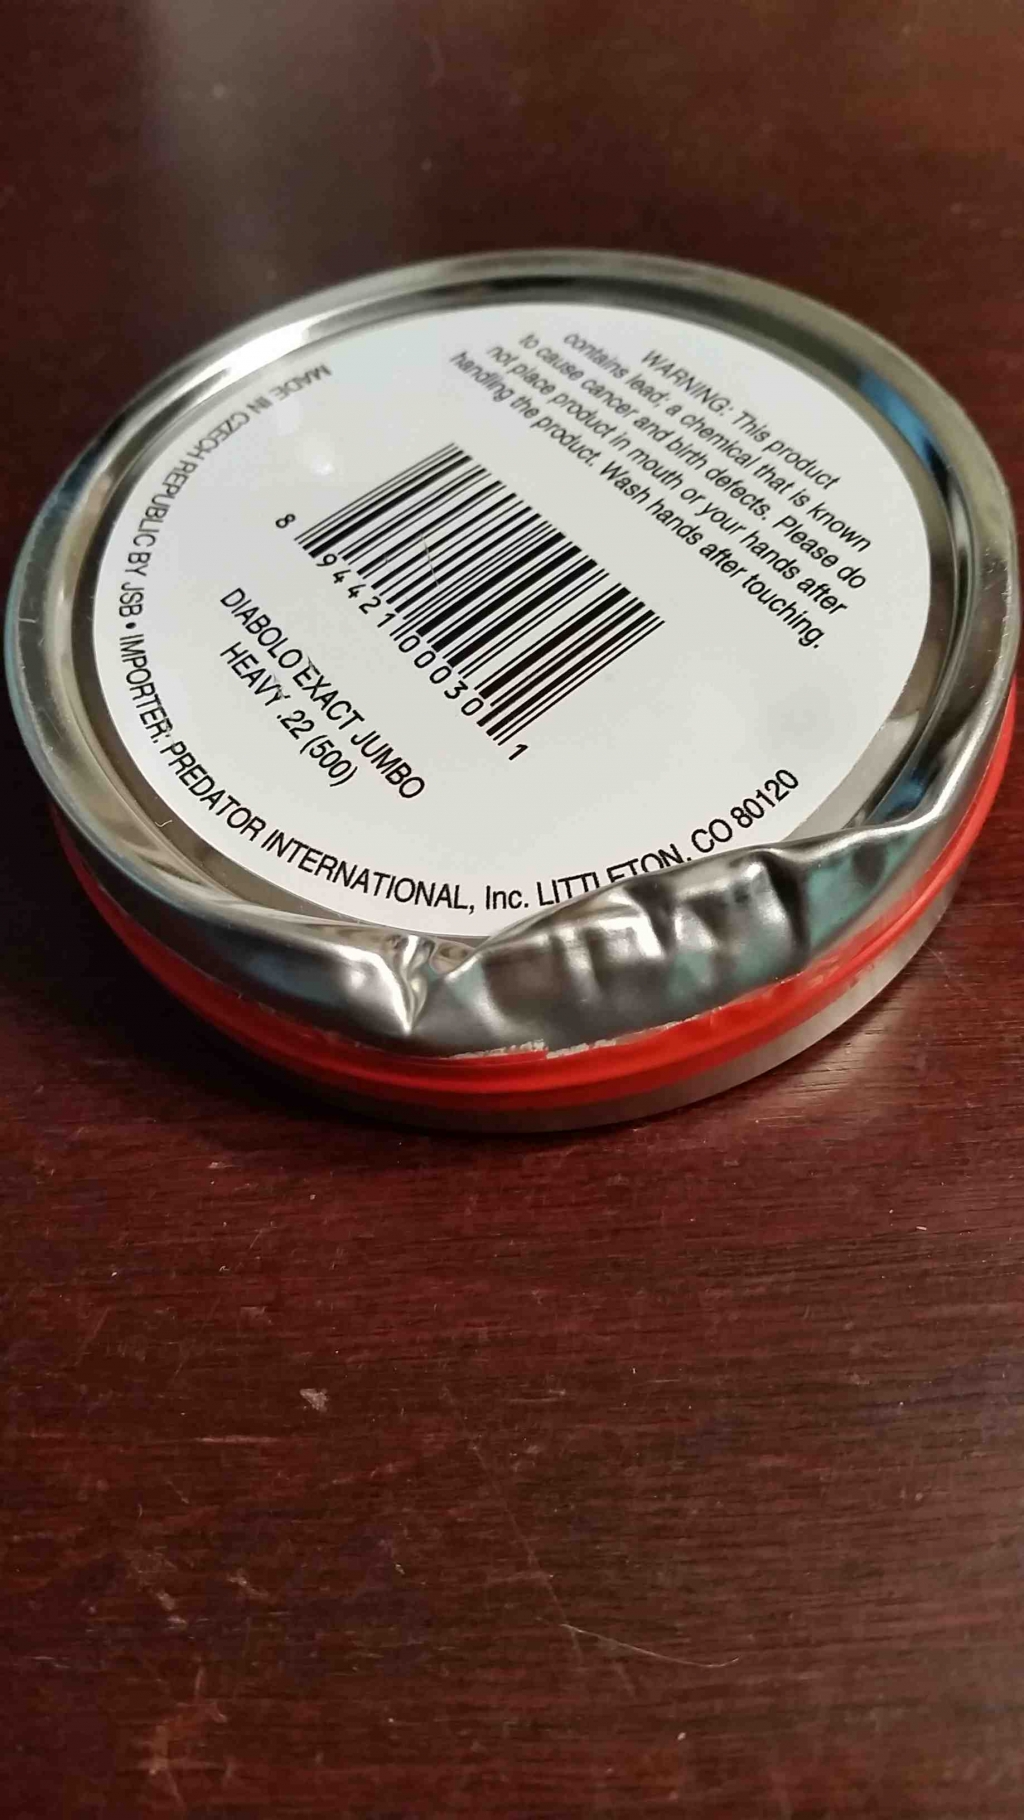 WARNING: This product
contains lead; a chemical that is known
to cause cancer and birth defects. Please do
not place product in mouth or your hands after
handling the product. Wash hands after touching.
8 94421 00030 1
DIABOLO EXACT JUMBO
HEAVY .22 (500)
MADE IN CZECH REPUBLIC BY JSB • IMPORTER: PREDATOR INTERNATIONAL, Inc. LITTLETON, CO 80120